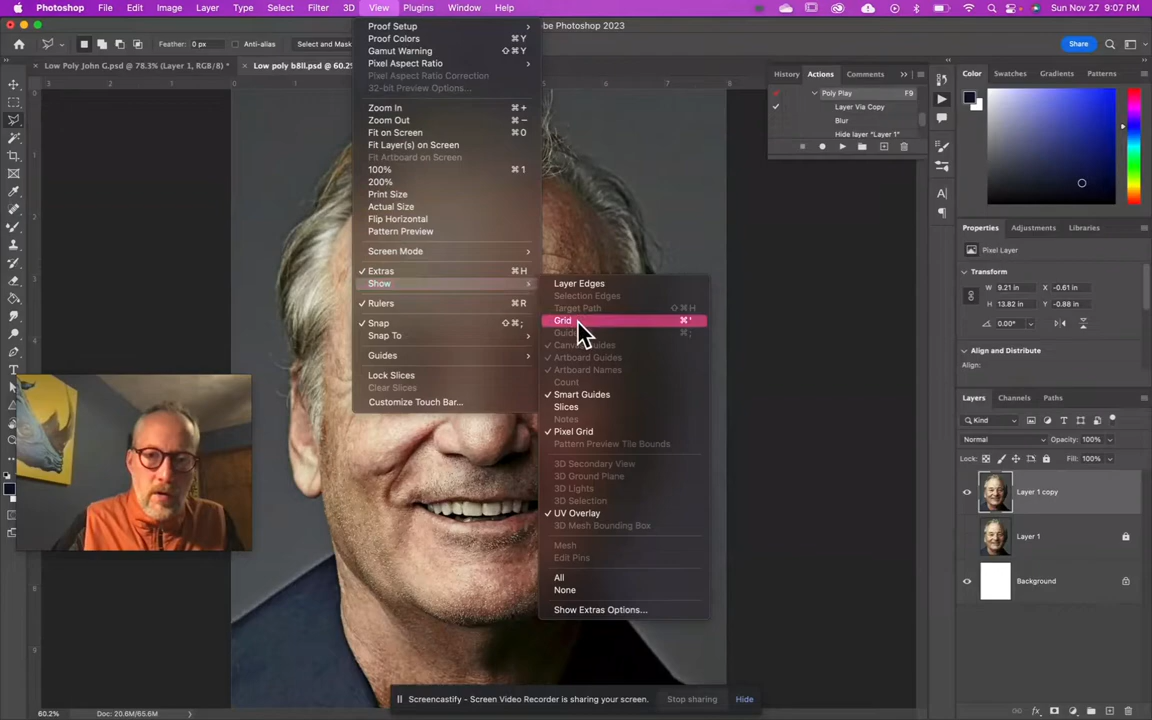 Photoshop File Edit Image Layer Type Select Filter 3D View Plugins Window Help Sun Nov 27 9:07 PM
be Photoshop 2023
Feather: 0 px Anti-alias Select and Mask Share
Low Poly John G.psd @ 78.3% (Layer 1, RGB/8) *
Low poly b8ll.psd @ 60.2%
Proof Setup
Proof Colors ⌘Y
Gamut Warning ⇧⌘Y
Pixel Aspect Ratio
Pixel Aspect Ratio Correction
32-bit Preview Options...
Zoom In ⌘+
Zoom Out ⌘–
Fit on Screen ⌘0
Fit Layer(s) on Screen
Fit Artboard on Screen
100% ⌘1
200%
Print Size
Actual Size
Flip Horizontal
Pattern Preview
Screen Mode
✓ Extras ⌘H
Show
✓ Rulers ⌘R
✓ Snap ⇧⌘;
Snap To
Guides
Lock Slices
Clear Slices
Customize Touch Bar...
Layer Edges
Selection Edges
Target Path ⇧⌘H
Grid ⌘'
⌘;
Artboard Guides
Artboard Names
Count
Smart Guides
Slices
Notes
Pixel Grid
Pattern Preview Tile Bounds
3D Secondary View
3D Ground Plane
3D Lights
3D Selection
UV Overlay
3D Mesh Bounding Box
Mesh
Edit Pins
All
None
Show Extras Options...
History Actions Comments
Poly Play F9
Layer Via Copy
Blur
Hide layer "Layer 1"
Color Swatches Gradients Patterns
Properties Adjustments Libraries
Pixel Layer
Transform
W 9.21 in X -0.61 in
H 13.82 in Y -0.88 in
0.00°
Align and Distribute
Align:
Layers Channels Paths
Kind
Normal Opacity: 100%
Lock: Fill: 100%
Layer 1 copy
Layer 1
Background
Screencastify - Screen Video Recorder is sharing your screen. Stop sharing Hide
60.2% Doc: 20.6M/65.6M